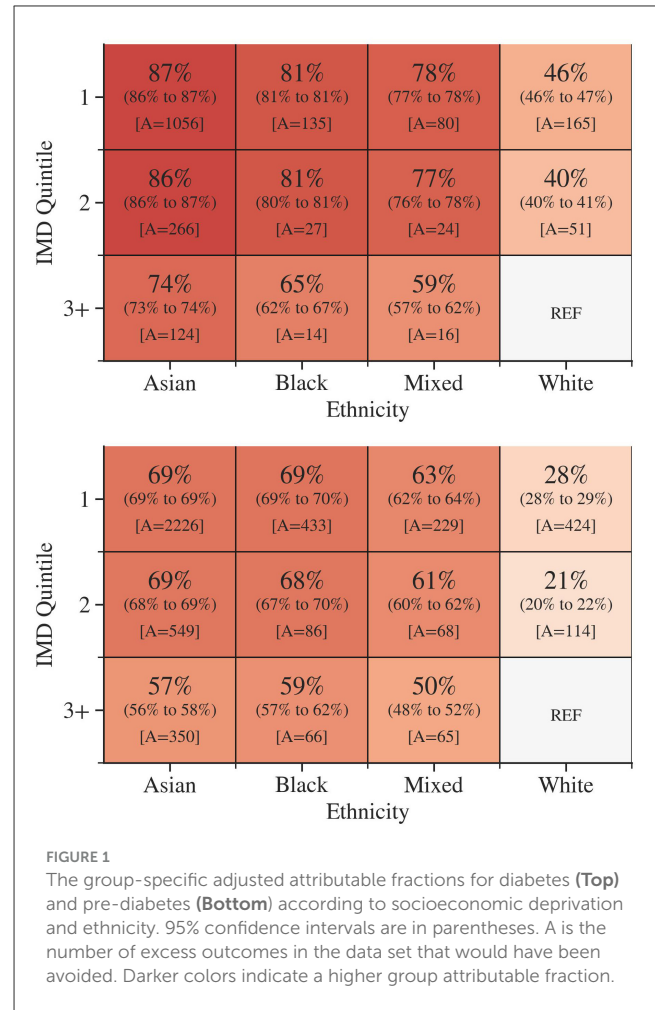 87% 81% 78% 46%
1 (86% to 87%) (81% to 81%) (77% to 78%) (46% to 47%)
[A=1056] [A=135] [A=80] [A=165]
86% 81% 77% 40%
2 (86% to 87%) (80% to 81%) (76% to 78%) (40% to 41%)
[A=266] [A=27] [A=24] [A=51]
74% 65% 59%
3+ (73% to 74%) (62% to 67%) (57% to 62%) REF
[A=124] [A=14] [A=16]
IMD Quintile
Asian Black Mixed White
Ethnicity
69% 69% 63% 28%
1 (69% to 69%) (69% to 70%) (62% to 64%) (28% to 29%)
[A=2226] [A=433] [A=229] [A=424]
69% 68% 61% 21%
2 (68% to 69%) (67% to 70%) (60% to 62%) (20% to 22%)
[A=549] [A=86] [A=68] [A=114]
57% 59% 50%
3+ (56% to 58%) (57% to 62%) (48% to 52%) REF
[A=350] [A=66] [A=65]
IMD Quintile
Asian Black Mixed White
Ethnicity
FIGURE 1
The group-specific adjusted attributable fractions for diabetes (Top)
and pre-diabetes (Bottom) according to socioeconomic deprivation
and ethnicity. 95% confidence intervals are in parentheses. A is the
number of excess outcomes in the data set that would have been
avoided. Darker colors indicate a higher group attributable fraction.